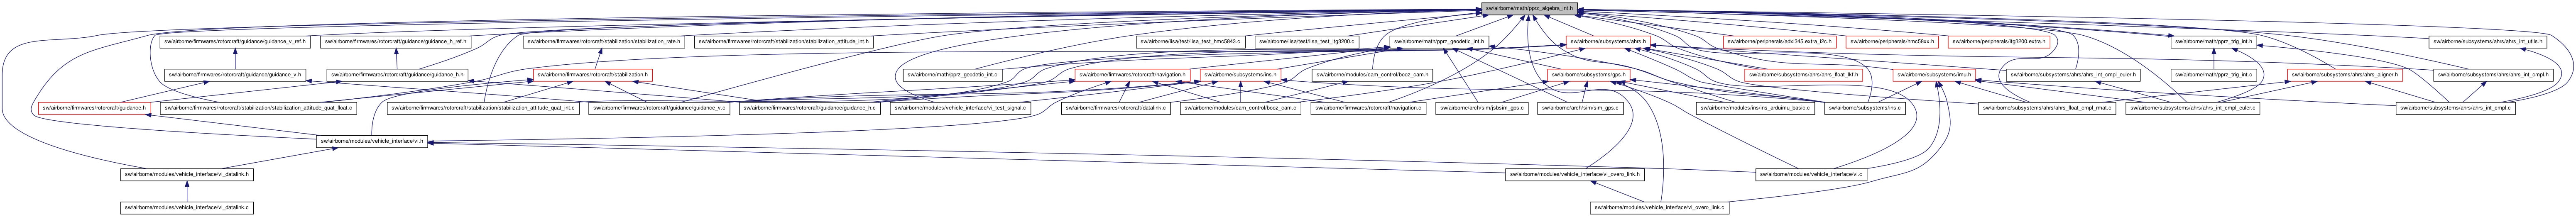 sw/airborne/math/pprz_algebra_int.h
sw/airborne/firmwares/rotorcraft/guidance/guidance_v_ref.h
sw/airborne/firmwares/rotorcraft/guidance/guidance_h_ref.h
sw/airborne/firmwares/rotorcraft/stabilization/stabilization_rate.h
sw/airborne/firmwares/rotorcraft/stabilization/stabilization_attitude_int.h
sw/airborne/lisa/test/lisa_test_hmc5843.c
sw/airborne/lisa/test/lisa_test_itg3200.c
sw/airborne/math/pprz_geodetic_int.h
sw/airborne/subsystems/ahrs.h
sw/airborne/peripherals/adxl345.extra_i2c.h
sw/airborne/peripherals/hmc58xx.h
sw/airborne/peripherals/itg3200.extra.h
sw/airborne/math/pprz_trig_int.h
sw/airborne/subsystems/ahrs/ahrs_int_utils.h
sw/airborne/firmwares/rotorcraft/guidance/guidance_v.h
sw/airborne/firmwares/rotorcraft/guidance/guidance_h.h
sw/airborne/firmwares/rotorcraft/stabilization.h
sw/airborne/math/pprz_geodetic_int.c
sw/airborne/firmwares/rotorcraft/navigation.h
sw/airborne/subsystems/ins.h
sw/airborne/modules/cam_control/booz_cam.h
sw/airborne/subsystems/gps.h
sw/airborne/subsystems/ahrs/ahrs_float_lkf.h
sw/airborne/subsystems/imu.h
sw/airborne/subsystems/ahrs/ahrs_int_cmpl_euler.h
sw/airborne/math/pprz_trig_int.c
sw/airborne/subsystems/ahrs/ahrs_aligner.h
sw/airborne/subsystems/ahrs/ahrs_int_cmpl.h
sw/airborne/firmwares/rotorcraft/guidance.h
sw/airborne/firmwares/rotorcraft/stabilization/stabilization_attitude_quat_float.c
sw/airborne/firmwares/rotorcraft/stabilization/stabilization_attitude_quat_int.c
sw/airborne/firmwares/rotorcraft/guidance/guidance_v.c
sw/airborne/firmwares/rotorcraft/guidance/guidance_h.c
sw/airborne/modules/vehicle_interface/vi_test_signal.c
sw/airborne/firmwares/rotorcraft/datalink.c
sw/airborne/modules/cam_control/booz_cam.c
sw/airborne/firmwares/rotorcraft/navigation.c
sw/airborne/arch/sim/jsbsim_gps.c
sw/airborne/arch/sim/sim_gps.c
sw/airborne/modules/ins/ins_arduimu_basic.c
sw/airborne/subsystems/ins.c
sw/airborne/subsystems/ahrs/ahrs_float_cmpl_rmat.c
sw/airborne/subsystems/ahrs/ahrs_int_cmpl_euler.c
sw/airborne/subsystems/ahrs/ahrs_int_cmpl.c
sw/airborne/modules/vehicle_interface/vi.h
sw/airborne/modules/vehicle_interface/vi_datalink.h
sw/airborne/modules/vehicle_interface/vi_overo_link.h
sw/airborne/modules/vehicle_interface/vi.c
sw/airborne/modules/vehicle_interface/vi_datalink.c
sw/airborne/modules/vehicle_interface/vi_overo_link.c